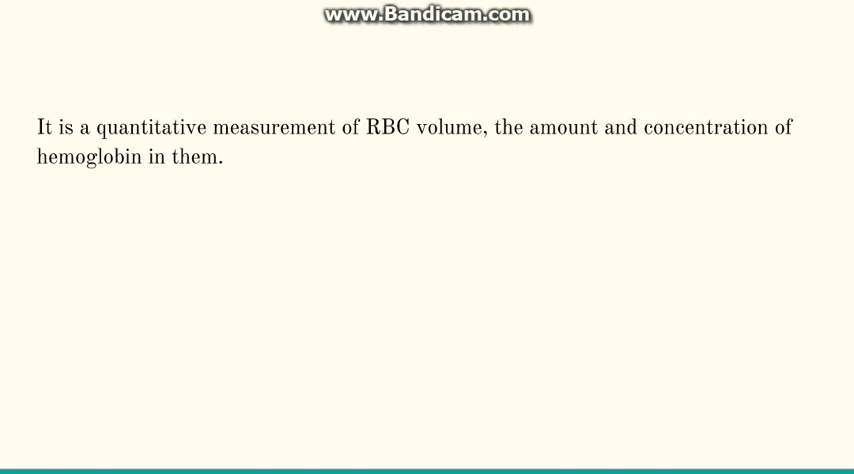 www.Bandicam.com
It is a quantitative measurement of RBC volume, the amount and concentration of
hemoglobin in them.